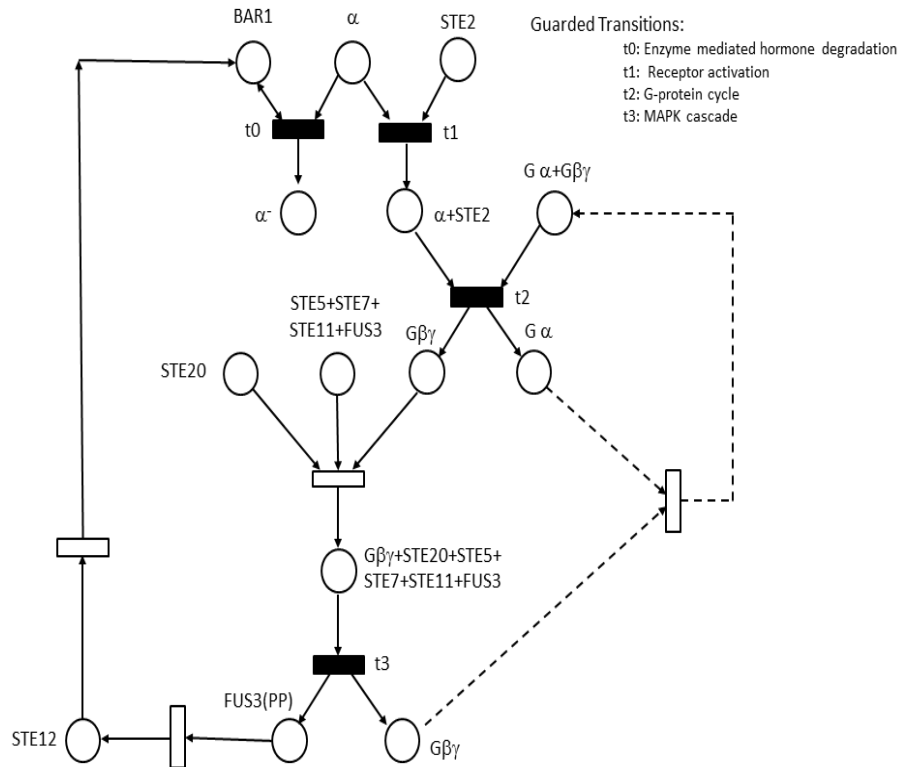 BAR1
α
STE2
Guarded Transitions:
t0: Enzyme mediated hormone degradation
t1: Receptor activation
t2: G-protein cycle
t3: MAPK cascade
t0
t1
α-
α+STE2
G α+Gβγ
t2
STE5+STE7+
STE11+FUS3
Gβγ
G α
STE20
Gβγ+STE20+STE5+
STE7+STE11+FUS3
t3
FUS3(PP)
STE12
Gβγ